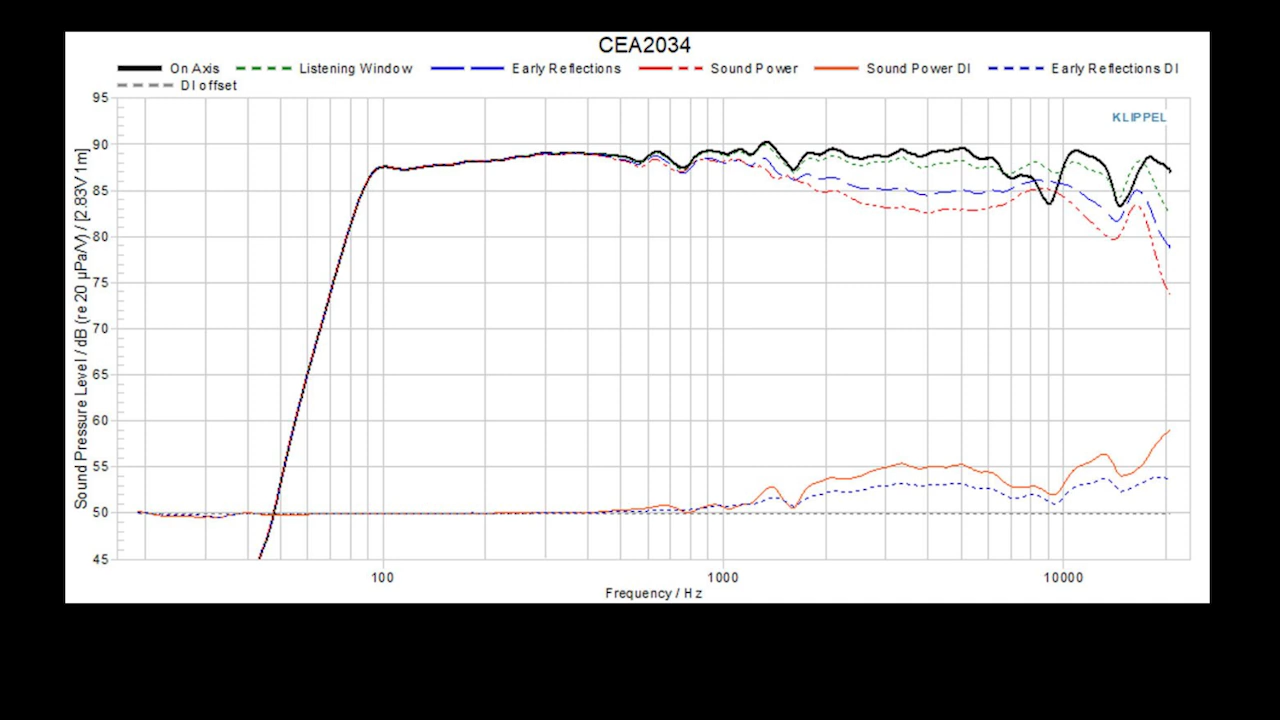 CEA2034
On Axis Listening Window Early Reflections Sound Power Sound Power DI Early Reflections DI
DI offset
KLIPPEL
Sound Pressure Level / dB (re 20 µPa/V) / [2.83V 1m]
95
90
85
80
75
70
65
60
55
50
45
100 1000 10000
Frequency / Hz